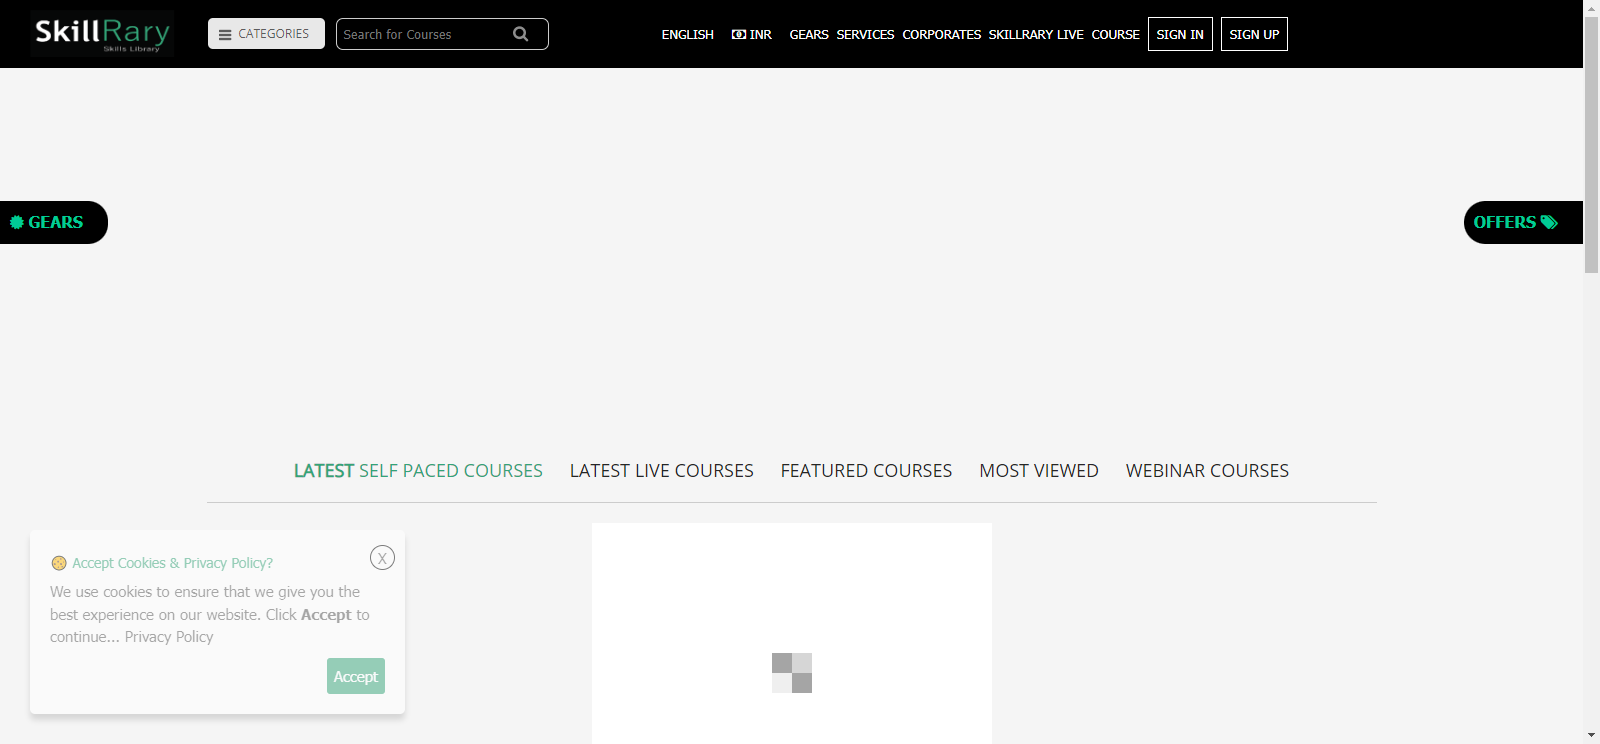 SkillRary
Skills Library
CATEGORIES
Search for Courses
ENGLISH
INR
GEARS
SERVICES
CORPORATES
SKILLRARY LIVE
COURSE
SIGN IN
SIGN UP
GEARS
OFFERS
LATEST SELF PACED COURSES
LATEST LIVE COURSES
FEATURED COURSES
MOST VIEWED
WEBINAR COURSES
Accept Cookies & Privacy Policy?
X
We use cookies to ensure that we give you the
best experience on our website. Click Accept to
continue... Privacy Policy
Accept